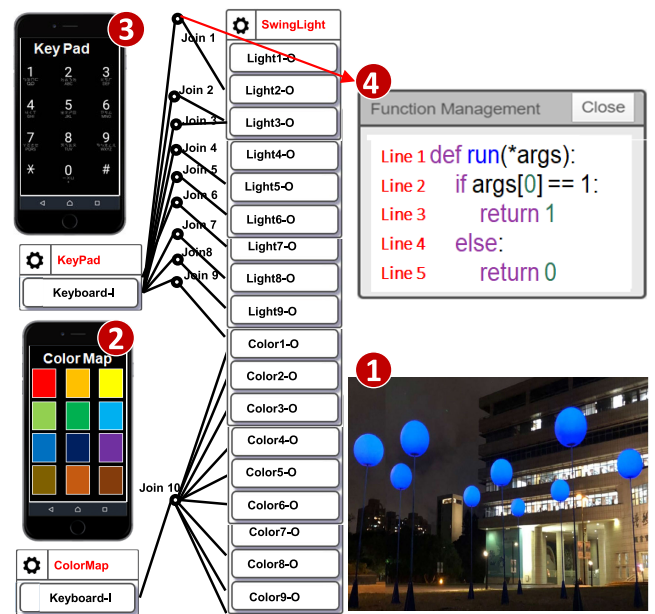 3
Key Pad
1 2 3
4 5 6
7 8 9
* 0 #
KeyPad
Keyboard-I
2
Color Map
ColorMap
Keyboard-I
Join 1
Join 2
Join 3
Join 4
Join 5
Join 6
Join 7
Join8
Join 9
Join 10
SwingLight
Light1-O
Light2-O
Light3-O
Light4-O
Light5-O
Light6-O
Light7-O
Light8-O
Light9-O
Color1-O
Color2-O
Color3-O
Color4-O
Color5-O
Color6-O
Color7-O
Color8-O
Color9-O
4
Function Management Close
Line 1 def run(*args):
Line 2 if args[0] == 1:
Line 3 return 1
Line 4 else:
Line 5 return 0
1